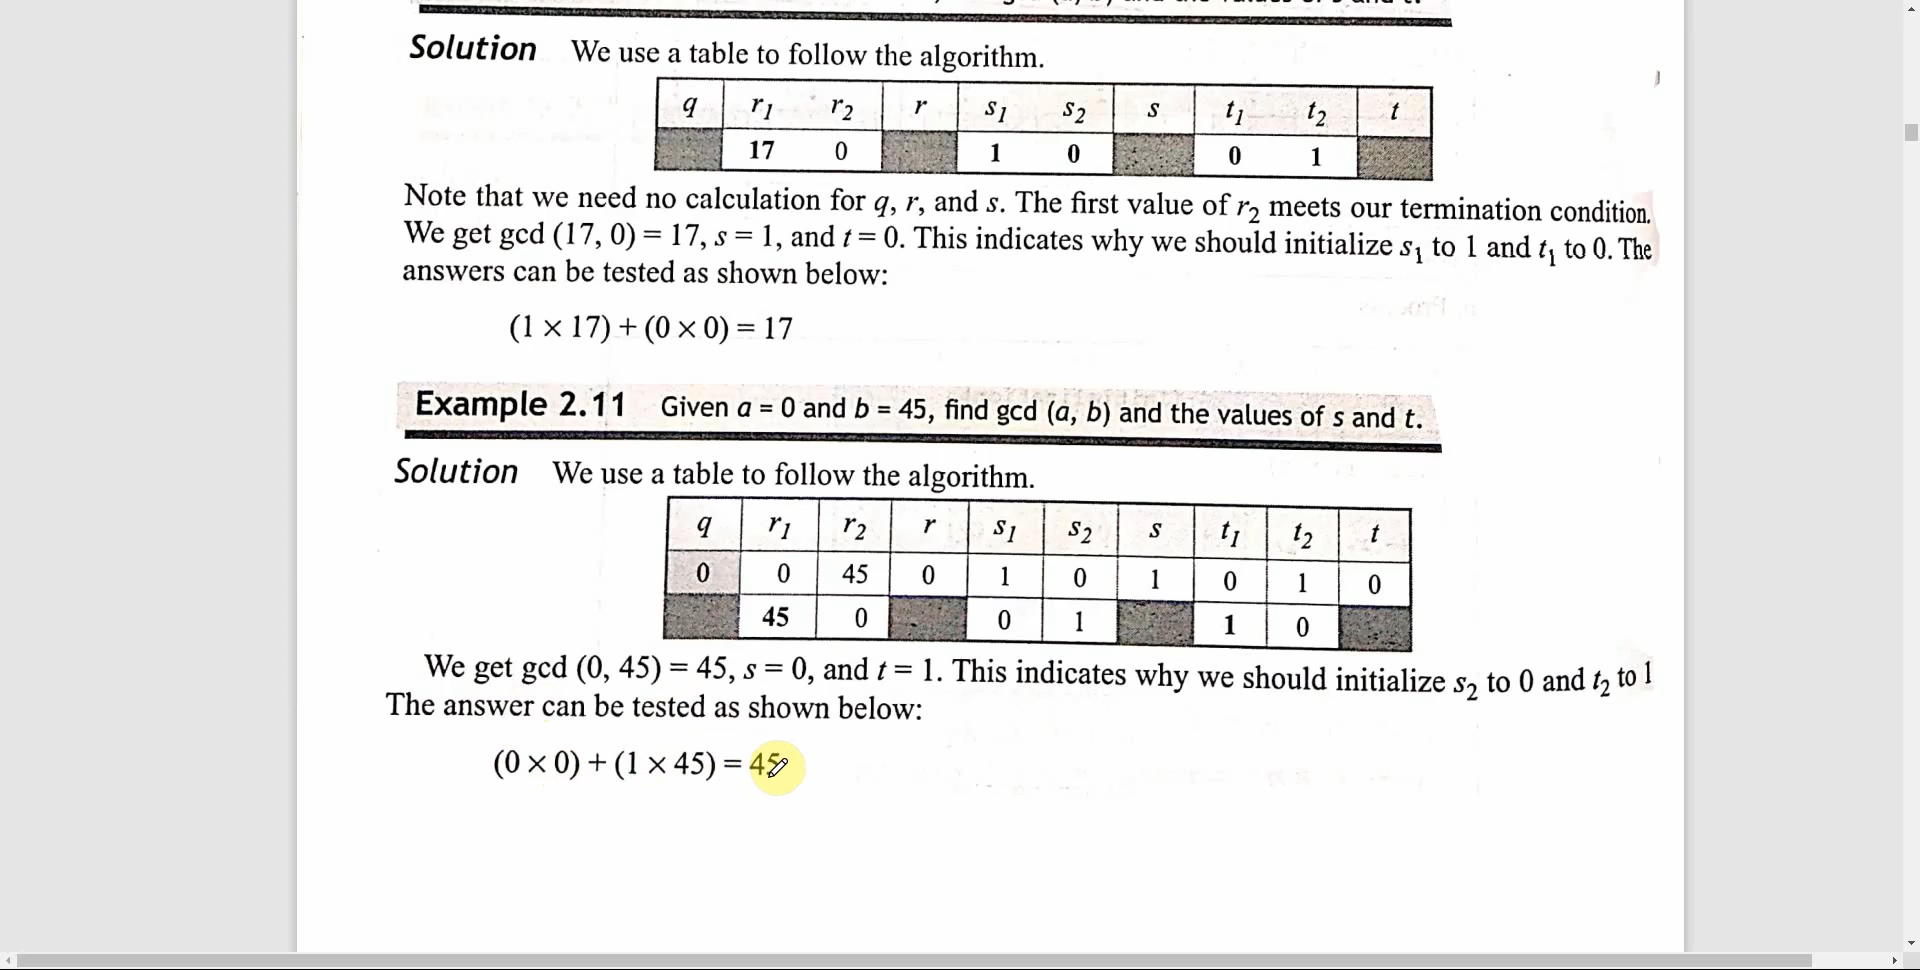 Solution We use a table to follow the algorithm.
q r1 r2 r s1 s2 s t1 t2 t
17 0 1 0 0 1
Note that we need no calculation for q, r, and s. The first value of r2 meets our termination condition.
We get gcd (17, 0) = 17, s = 1, and t = 0. This indicates why we should initialize s1 to 1 and t1 to 0. The
answers can be tested as shown below:
(1 × 17) + (0 × 0) = 17
Example 2.11 Given a = 0 and b = 45, find gcd (a, b) and the values of s and t.
Solution We use a table to follow the algorithm.
q r1 r2 r s1 s2 s t1 t2 t
0 0 45 0 1 0 1 0 1 0
45 0 0 1 1 0
We get gcd (0, 45) = 45, s = 0, and t = 1. This indicates why we should initialize s2 to 0 and t2 to 1
The answer can be tested as shown below:
(0 × 0) + (1 × 45) = 45